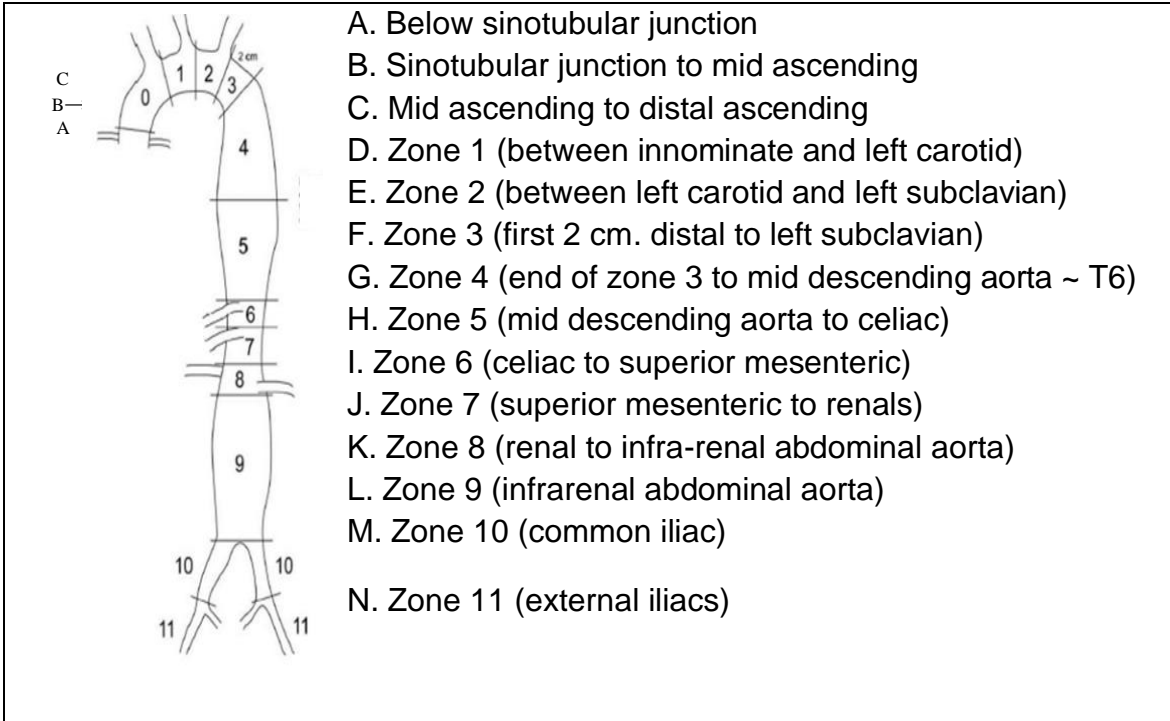 A. Below sinotubular junction
B. Sinotubular junction to mid ascending
C. Mid ascending to distal ascending
D. Zone 1 (between innominate and left carotid)
E. Zone 2 (between left carotid and left subclavian)
F. Zone 3 (first 2 cm. distal to left subclavian)
G. Zone 4 (end of zone 3 to mid descending aorta ~ T6)
H. Zone 5 (mid descending aorta to celiac)
I. Zone 6 (celiac to superior mesenteric)
J. Zone 7 (superior mesenteric to renals)
K. Zone 8 (renal to infra-renal abdominal aorta)
L. Zone 9 (infrarenal abdominal aorta)
M. Zone 10 (common iliac)
N. Zone 11 (external iliacs)
C
B
A
0
1
2
2 cm
3
4
5
6
7
8
9
10
10
11
11